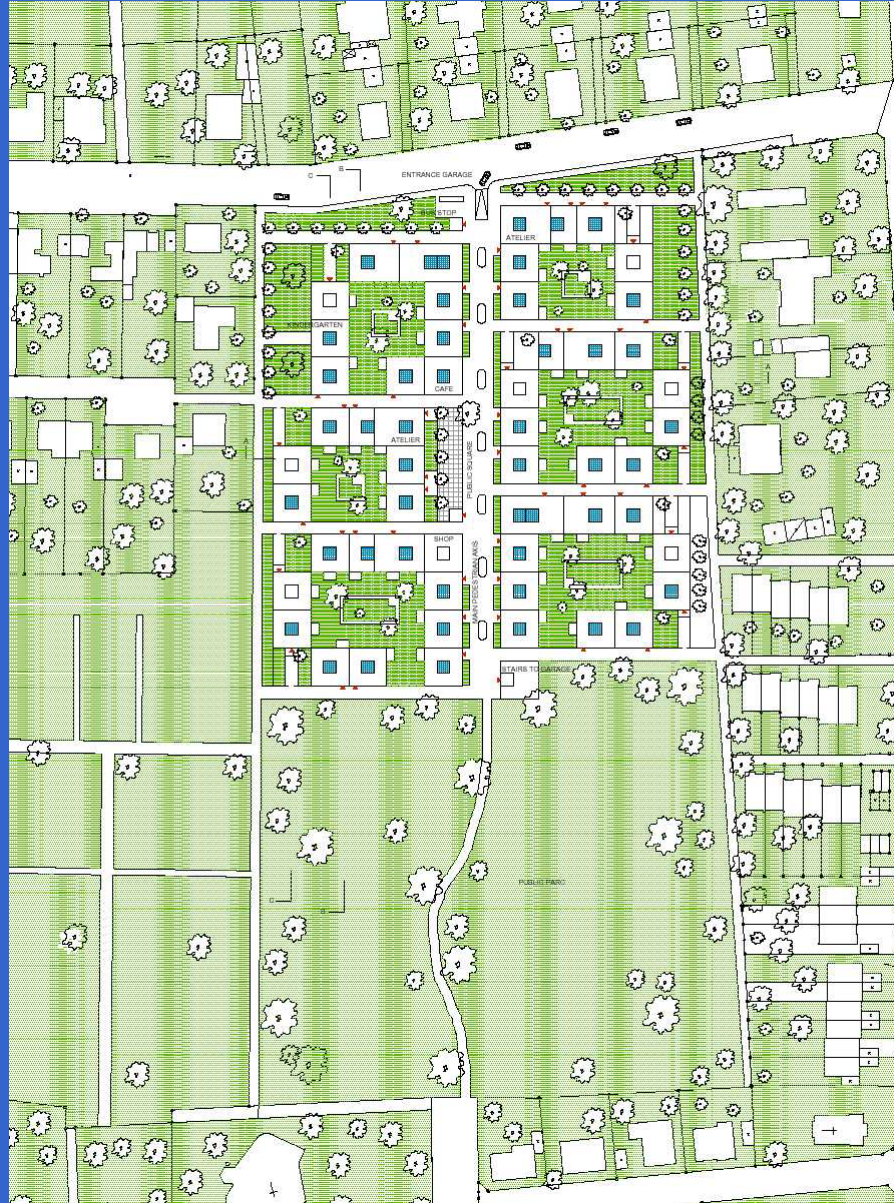 ENTRANCE GARAGE
C
B
BUS STOP
ATELIER
KINDERGARTEN
CAFE
ATELIER
PUBLIC SQUARE
A
A
SHOP
MAIN PEDESTRIAN AXIS
STAIRS TO GARAGE
PUBLIC PARC
C
B